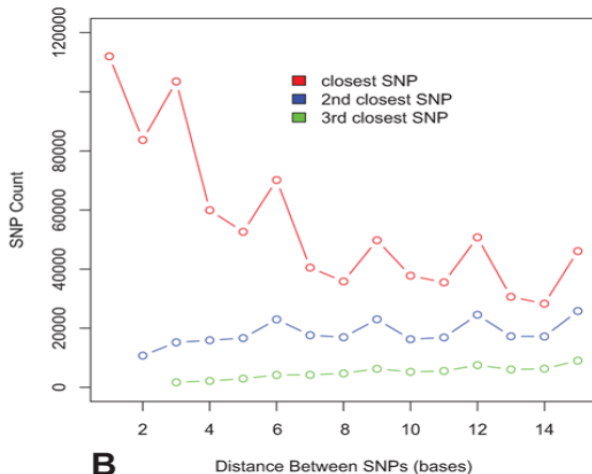 120000
80000
60000
40000
20000
0
SNP Count
closest SNP
2nd closest SNP
3rd closest SNP
2 4 6 8 10 12 14
B Distance Between SNPs (bases)